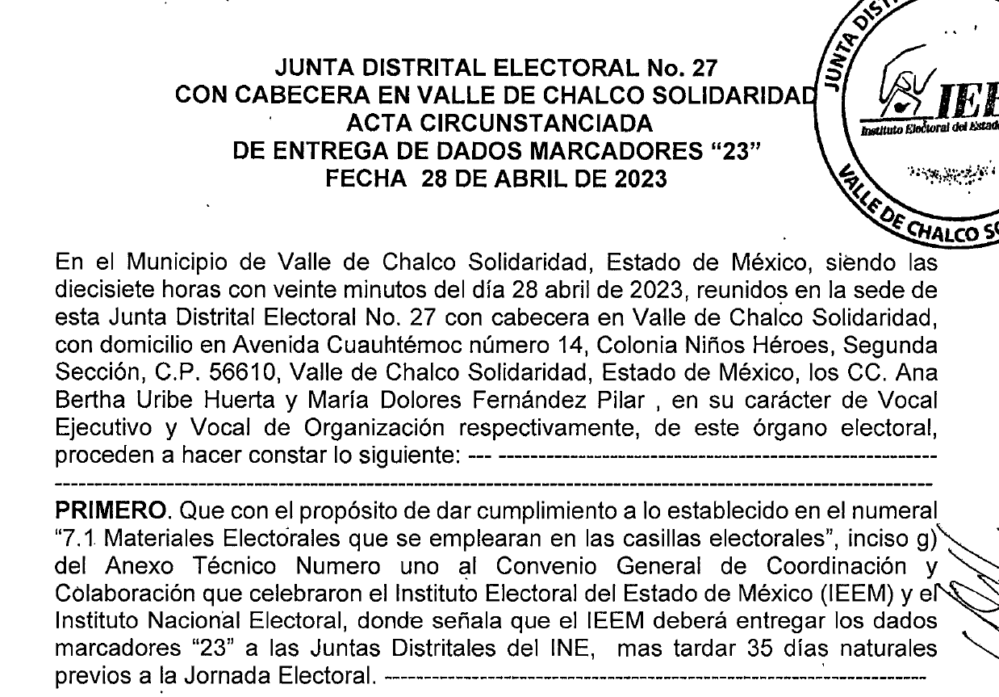 JUNTA DISTRITAL ELECTORAL No. 27
CON CABECERA EN VALLE DE CHALCO SOLIDARIDAD
ACTA CIRCUNSTANCIADA
DE ENTREGA DE DADOS MARCADORES “23”
FECHA 28 DE ABRIL DE 2023
JUNTA
Instituto Electoral del
VALLE DE CHALCO
En el Municipio de Valle de Chalco Solidaridad, Estado de México, siendo las
diecisiete horas con veinte minutos del día 28 abril de 2023, reunidos en la sede de
esta Junta Distrital Electoral No. 27 con cabecera en Valle de Chalco Solidaridad,
con domicilio en Avenida Cuauhtémoc número 14, Colonia Niños Héroes, Segunda
Sección, C.P. 56610, Valle de Chalco Solidaridad, Estado de México, los CC. Ana
Bertha Uribe Huerta y María Dolores Fernández Pilar , en su carácter de Vocal
Ejecutivo y Vocal de Organización respectivamente, de este órgano electoral,
proceden a hacer constar lo siguiente: --- --------------------------------------------------------
PRIMERO. Que con el propósito de dar cumplimiento a lo establecido en el numeral
“7.1 Materiales Electorales que se emplearan en las casillas electorales”, inciso g)
del Anexo Técnico Numero uno al Convenio General de Coordinación y
Colaboración que celebraron el Instituto Electoral del Estado de México (IEEM) y el
Instituto Nacional Electoral, donde señala que el IEEM deberá entregar los dados
marcadores “23” a las Juntas Distritales del INE, mas tardar 35 días naturales
previos a la Jornada Electoral. ----------------------------------------------------------------------